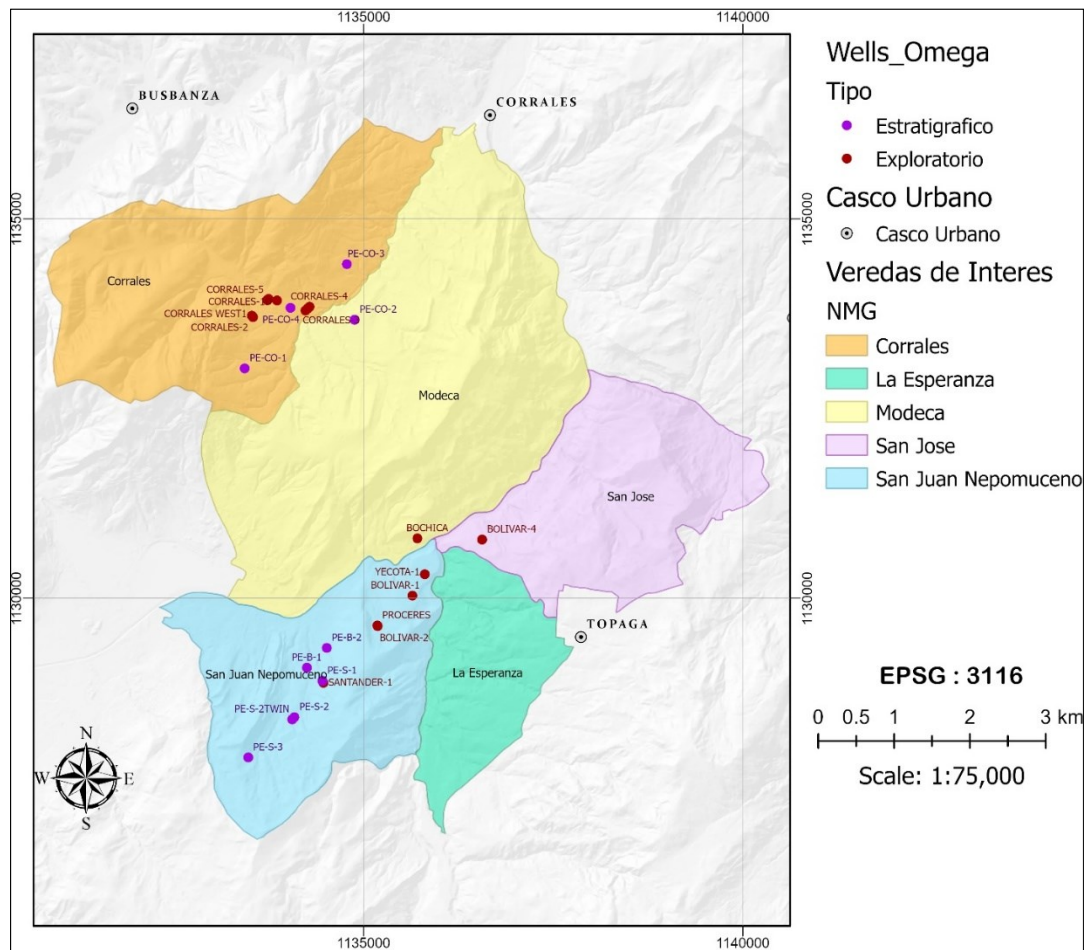 1135000
1140000
BUSBANZA
CORRALES
1135000
1135000
PE-CO-3
Corrales
CORRALES-5
CORRALES-1
CORRALES-4
CORRALES WEST1
PE-CO-4
CORRALES
PE-CO-2
CORRALES-2
PE-CO-1
Modeca
San Jose
BOCHICA
BOLIVAR-4
YECOTA-1
BOLIVAR-1
1130000
1130000
PROCERES
BOLIVAR-2
TOPAGA
PE-B-2
PE-B-1
PE-S-1
San Juan Nepomuceno
SANTANDER-1
La Esperanza
PE-S-2TWIN
PE-S-2
PE-S-3
N
W
E
S
1135000
1140000
Wells_Omega
Tipo
Estratigrafico
Exploratorio
Casco Urbano
Casco Urbano
Veredas de Interes
NMG
Corrales
La Esperanza
Modeca
San Jose
San Juan Nepomuceno
EPSG : 3116
0 0.5 1 2 3 km
Scale: 1:75,000